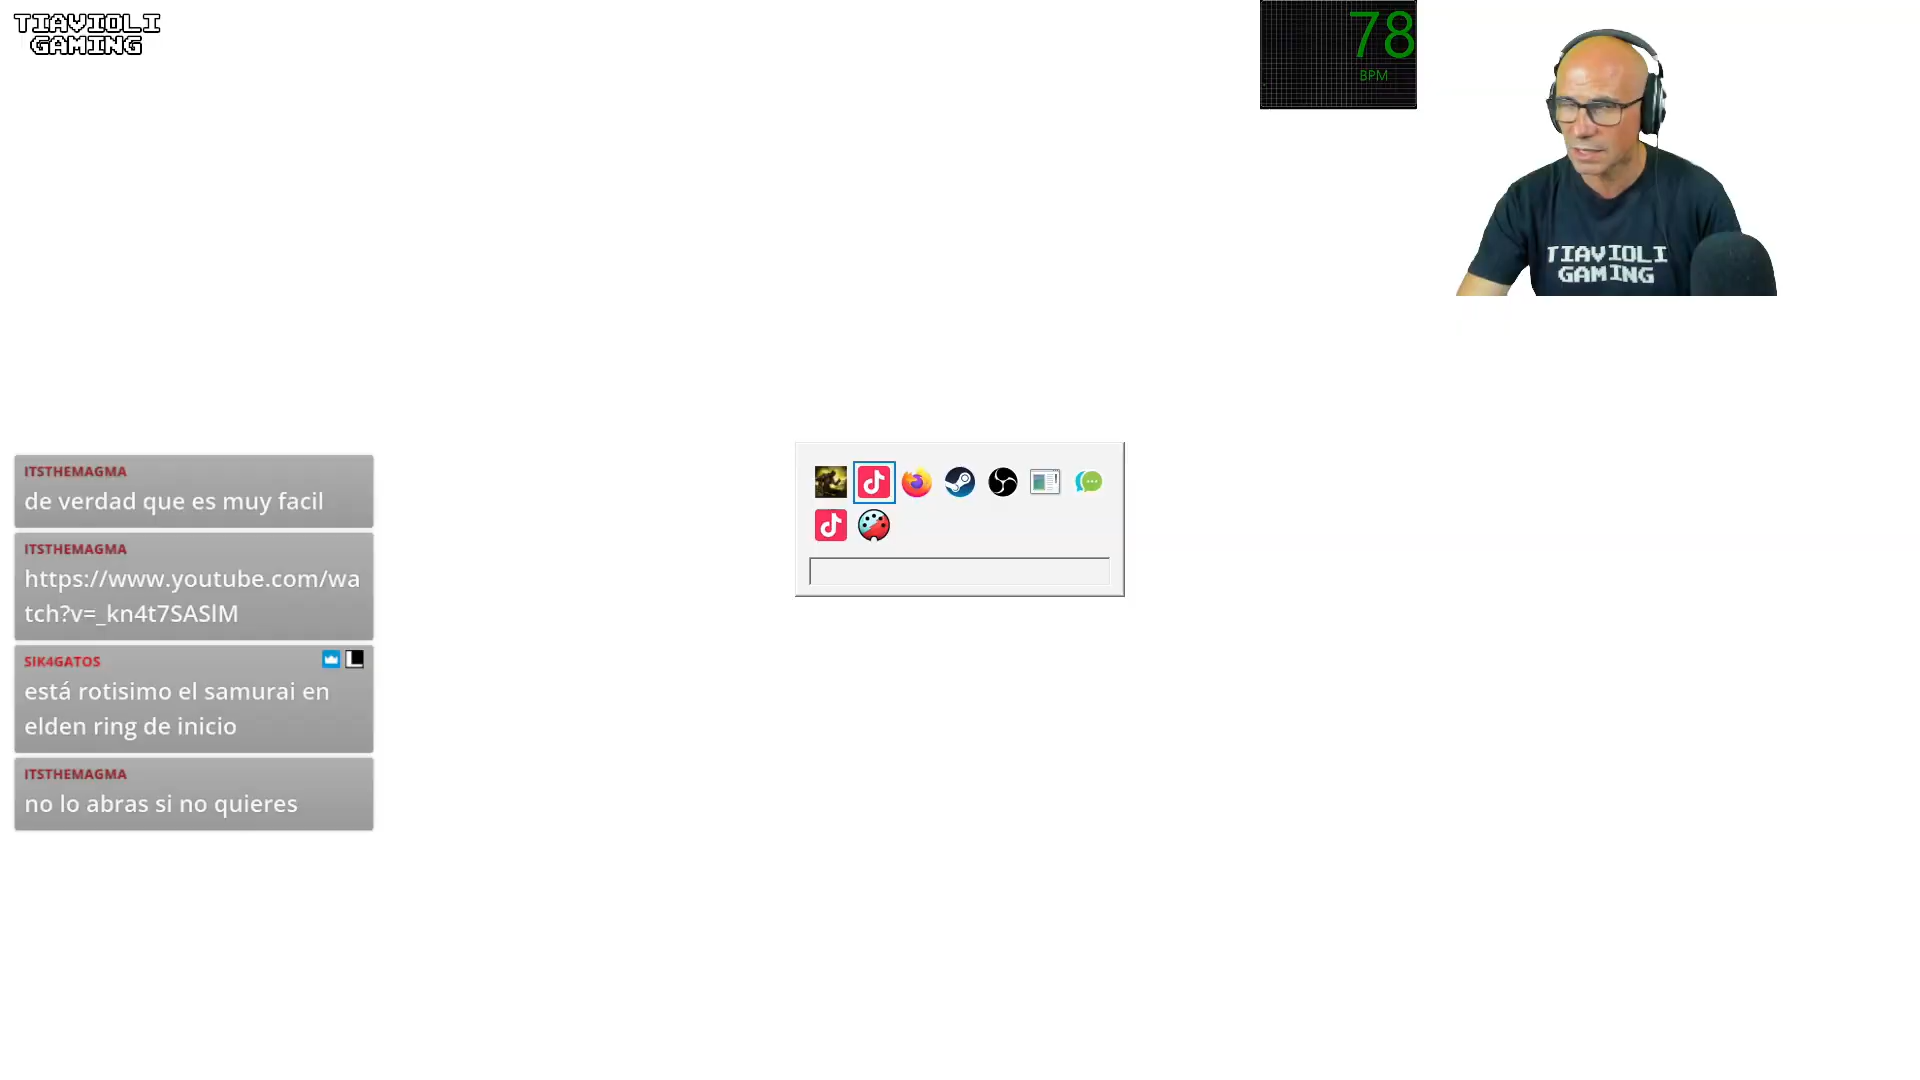 TIAVIOLI
GAMING
78
BPM
TIAVIOLI
GAMING
ITSTHEMAGMA
de verdad que es muy facil
ITSTHEMAGMA
https://www.youtube.com/wa
tch?v=_kn4t7SASlM
SIK4GATOS
está rotisimo el samurai en
elden ring de inicio
ITSTHEMAGMA
no lo abras si no quieres